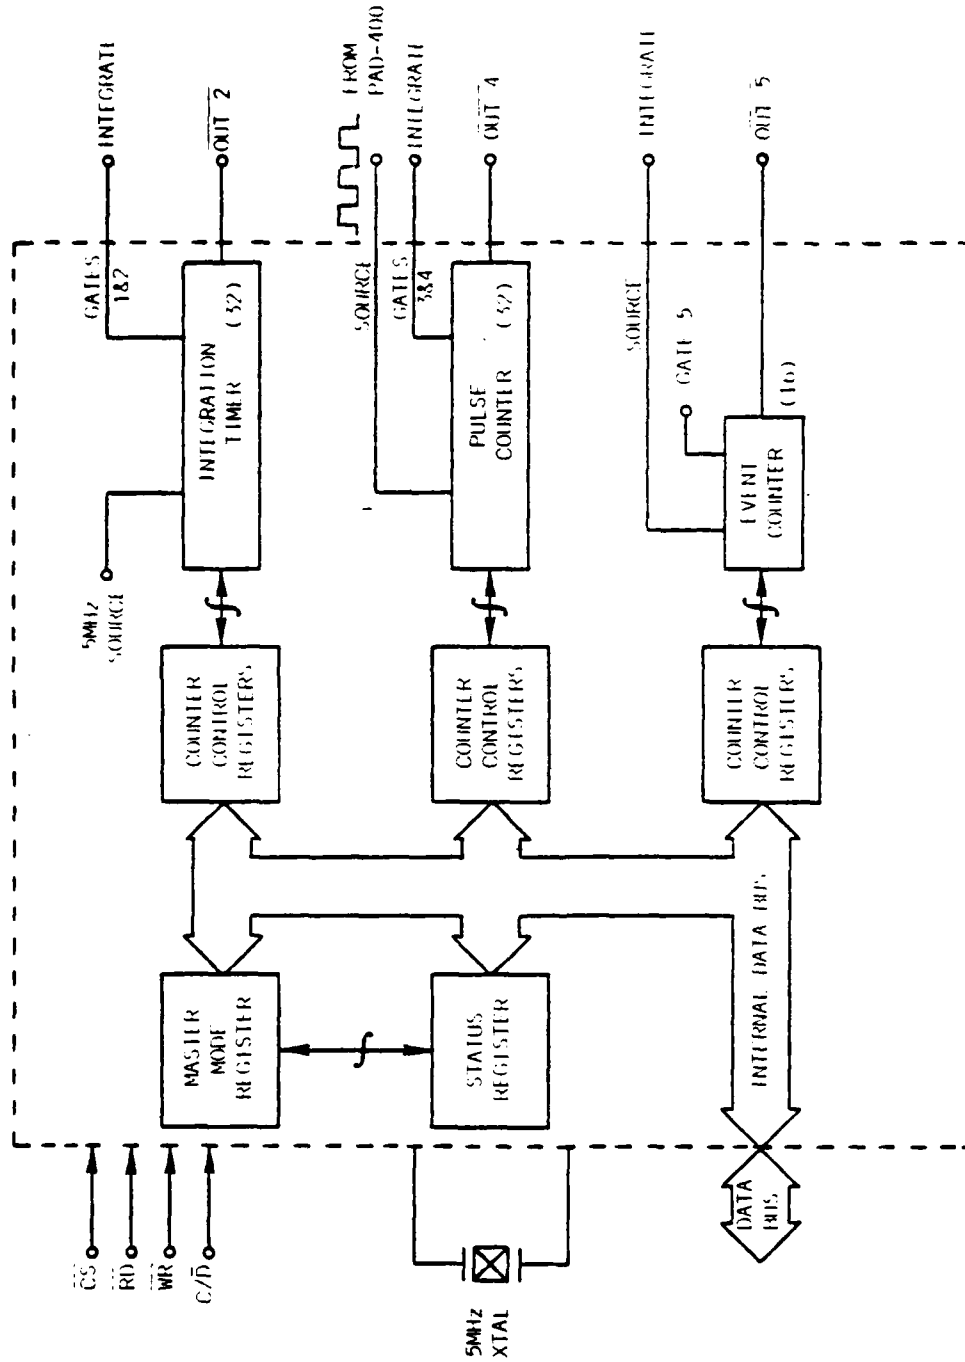 CS
RD
WR
C/D
5MHz
XTAL
DATA
BUS
MASTER
MODE
REGISTER
STATUS
REGISTER
INTERNAL DATA BUS
COUNTER
CONTROL
REGISTERS
COUNTER
CONTROL
REGISTERS
COUNTER
CONTROL
REGISTERS
5MHz
SOURCE
INTEGRATION
TIMER
(32)
GATES
1&2
INTEGRATE
OUT 2
PULSE
COUNTER
(32)
SOURCE
GATES
3&4
FROM
PAD-400
INTEGRATE
OUT 4
EVENT
COUNTER
(16)
SOURCE
GATE 5
INTEGRATE
OUT 5